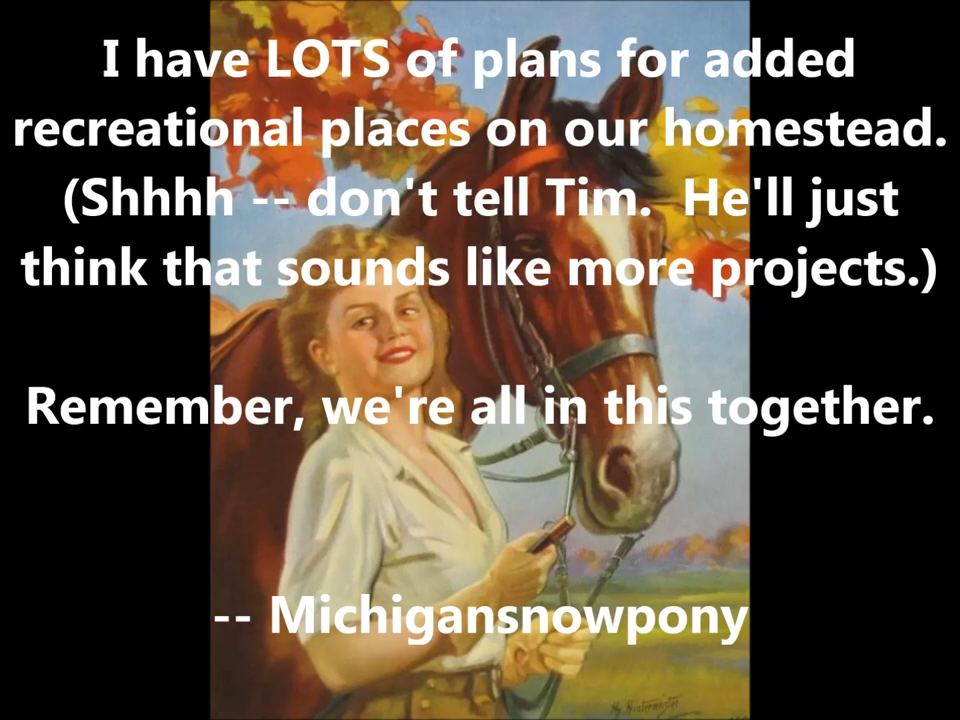 I have LOTS of plans for added
recreational places on our homestead.
(Shhhh -- don't tell Tim.  He'll just
think that sounds like more projects.)
Remember, we're all in this together.
-- Michigansnowpony